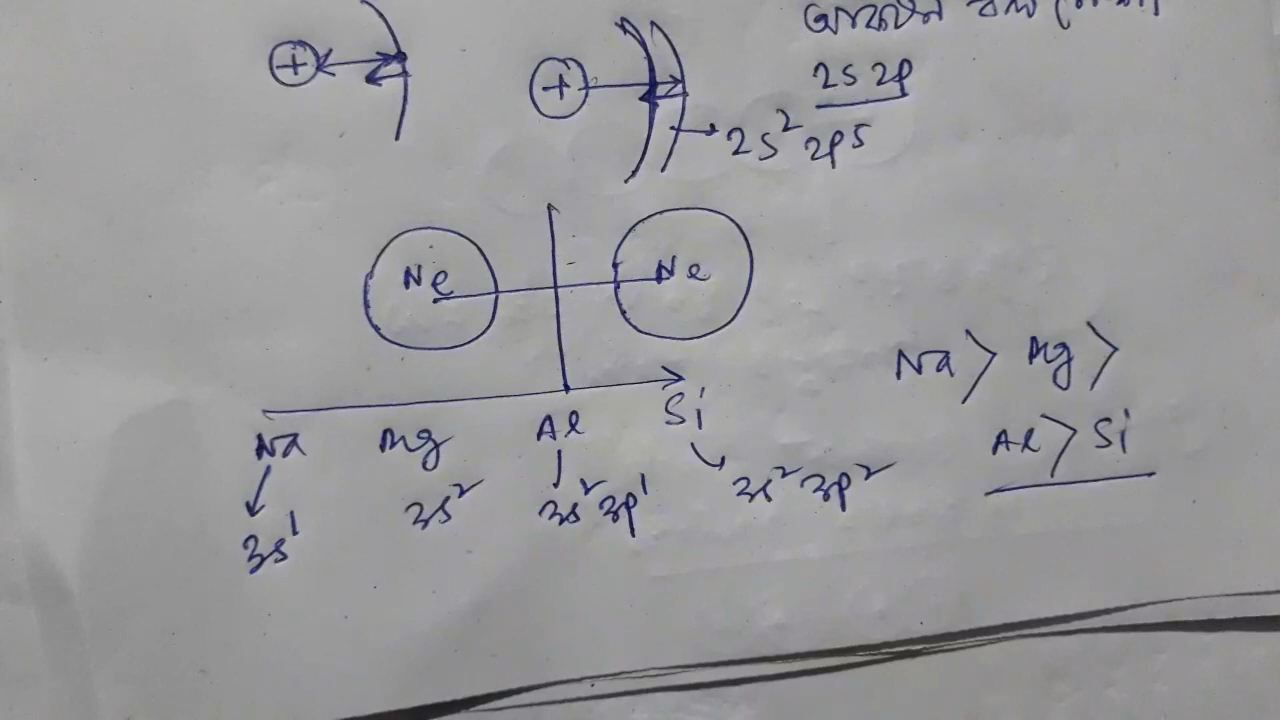 2s 2p
+ + → 2s² 2p⁵
Ne Ne
Na > Mg >
Al > Si
Na Mg Al Si
3s¹ 3s² 3s² 3p¹ 3s² 3p²